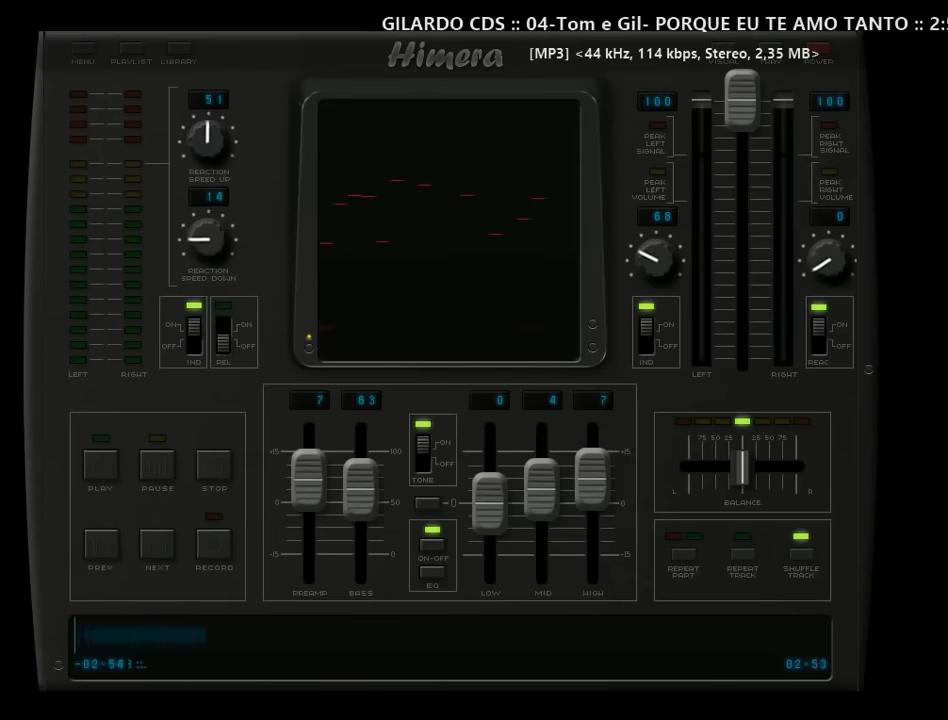 GILARDO CDS :: 04-Tom e Gil- PORQUE EU TE AMO TANTO :: 2:5
Himera
[MP3] <44 kHz, 114 kbps, Stereo, 2,35 MB>
MENU PLAYLIST LIBRARY
VISUAL TRAY POWER
51
REACTION
SPEED UP
14
REACTION
SPEED DOWN
ON
OFF
IND
ON
OFF
REL
LEFT RIGHT
100
PEAK
LEFT
SIGNAL
PEAK
LEFT
VOLUME
68
ON
OFF
IND
LEFT RIGHT
100
PEAK
RIGHT
SIGNAL
PEAK
RIGHT
VOLUME
0
ON
OFF
REAC
PLAY PAUSE STOP
PREV NEXT RECORD
7 63
+15 100
0 50
-15 0
PREAMP BASS
ON
OFF
TONE
0
ON-OFF
EQ
0 4 7
+15
0
-15
LOW MID HIGH
75 50 25 25 50 75
L R
BALANCE
REPEAT PART
REPEAT TRACK
SHUFFLE TRACK
02:53